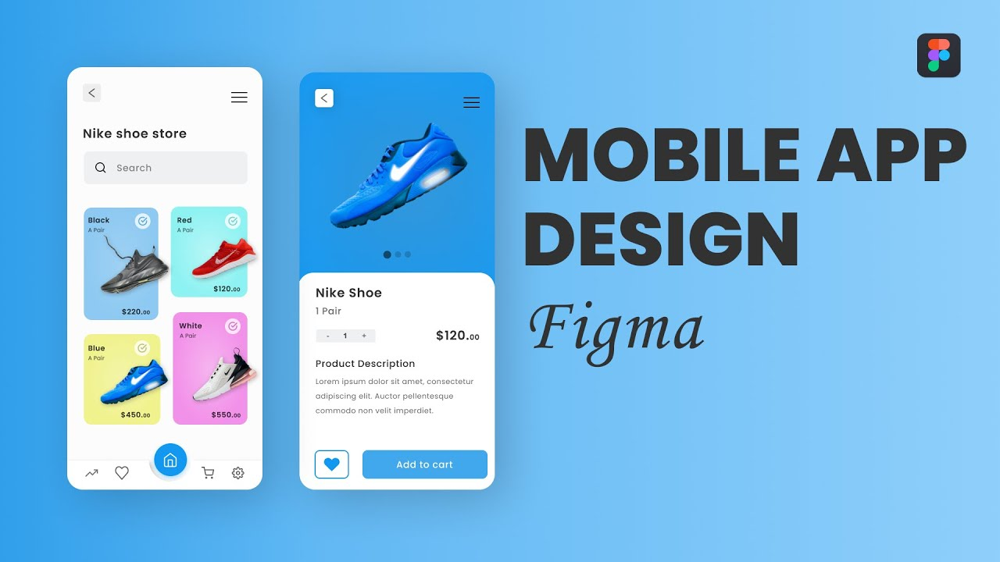 Nike shoe store
Search
Black
A Pair
$220.00
Red
A Pair
$120.00
Blue
A Pair
$450.00
White
A Pair
$550.00
Nike Shoe
1 Pair
- 1 +
$120.00
Product Description
Lorem ipsum dolor sit amet, consectetur
adipiscing elit. Auctor pellentesque
commodo non velit imperdiet.
Add to cart
MOBILE APP
DESIGN
Figma